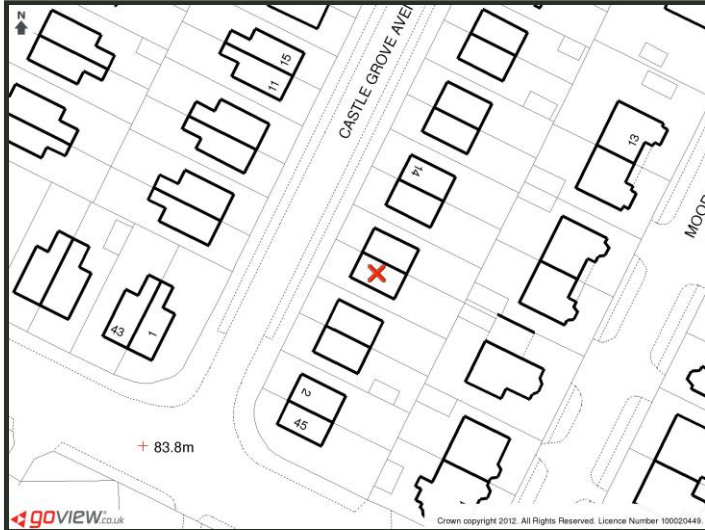 N
15
11
CASTLE GROVE AVE
13
14
MOOR
43
1
2
45
83.8m
goview.co.uk
Crown copyright 2012. All Rights Reserved. Licence Number 100020449.